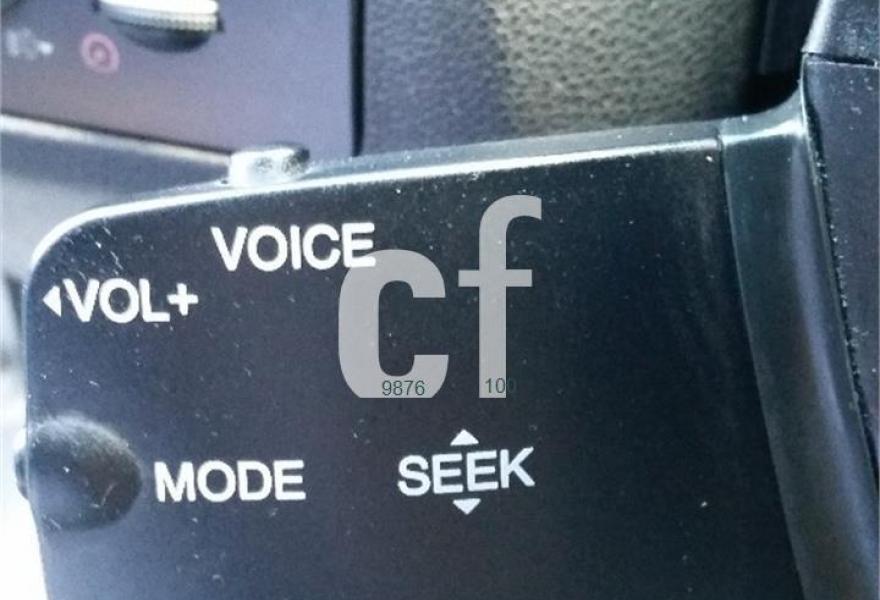 VOICE
◄VOL+
cf
9876 100
MODE SEEK